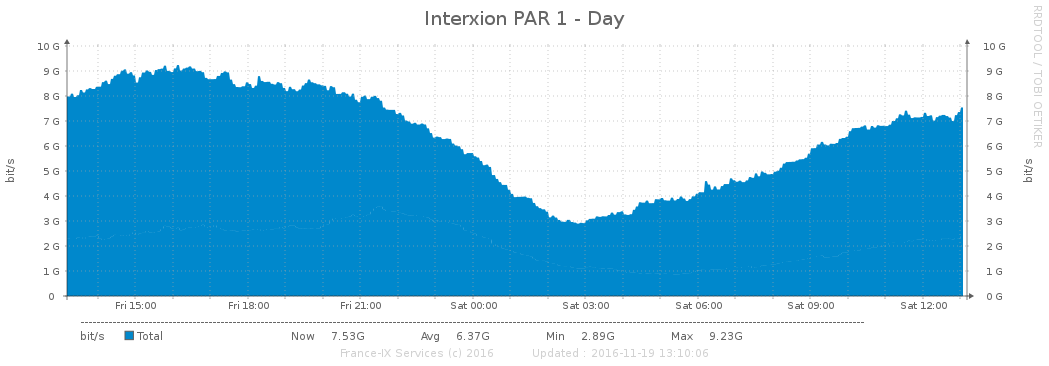 Interxion PAR 1 - Day
RRDTOOL / TOBI OETIKER
bit/s
10 G 10 G
9 G 9 G
8 G 8 G
7 G 7 G
6 G 6 G
5 G 5 G
4 G 4 G
3 G 3 G
2 G 2 G
1 G 1 G
0 0 G
bit/s
Fri 15:00 Fri 18:00 Fri 21:00 Sat 00:00 Sat 03:00 Sat 06:00 Sat 09:00 Sat 12:00
bit/s Total Now 7.53G Avg 6.37G Min 2.89G Max 9.23G
France-IX Services (c) 2016 Updated : 2016-11-19 13:10:06